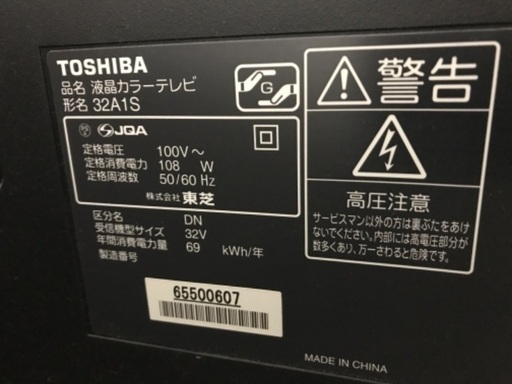 TOSHIBA
品名 液晶カラーテレビ
形名 32A1S
G
JQA
定格電圧 100V～
定格消費電力 108 W
定格周波数 50/60 Hz
株式会社 東芝
区分名 DN
受信機型サイズ 32V
年間消費電力量 69 kWh/年
製造番号
65500607
警告
高圧注意
サービスマン以外の方は裏ぶたをあけ
ないでください。内部には高電圧部分が
数多くあり、万一さわると危険です。
MADE IN CHINA